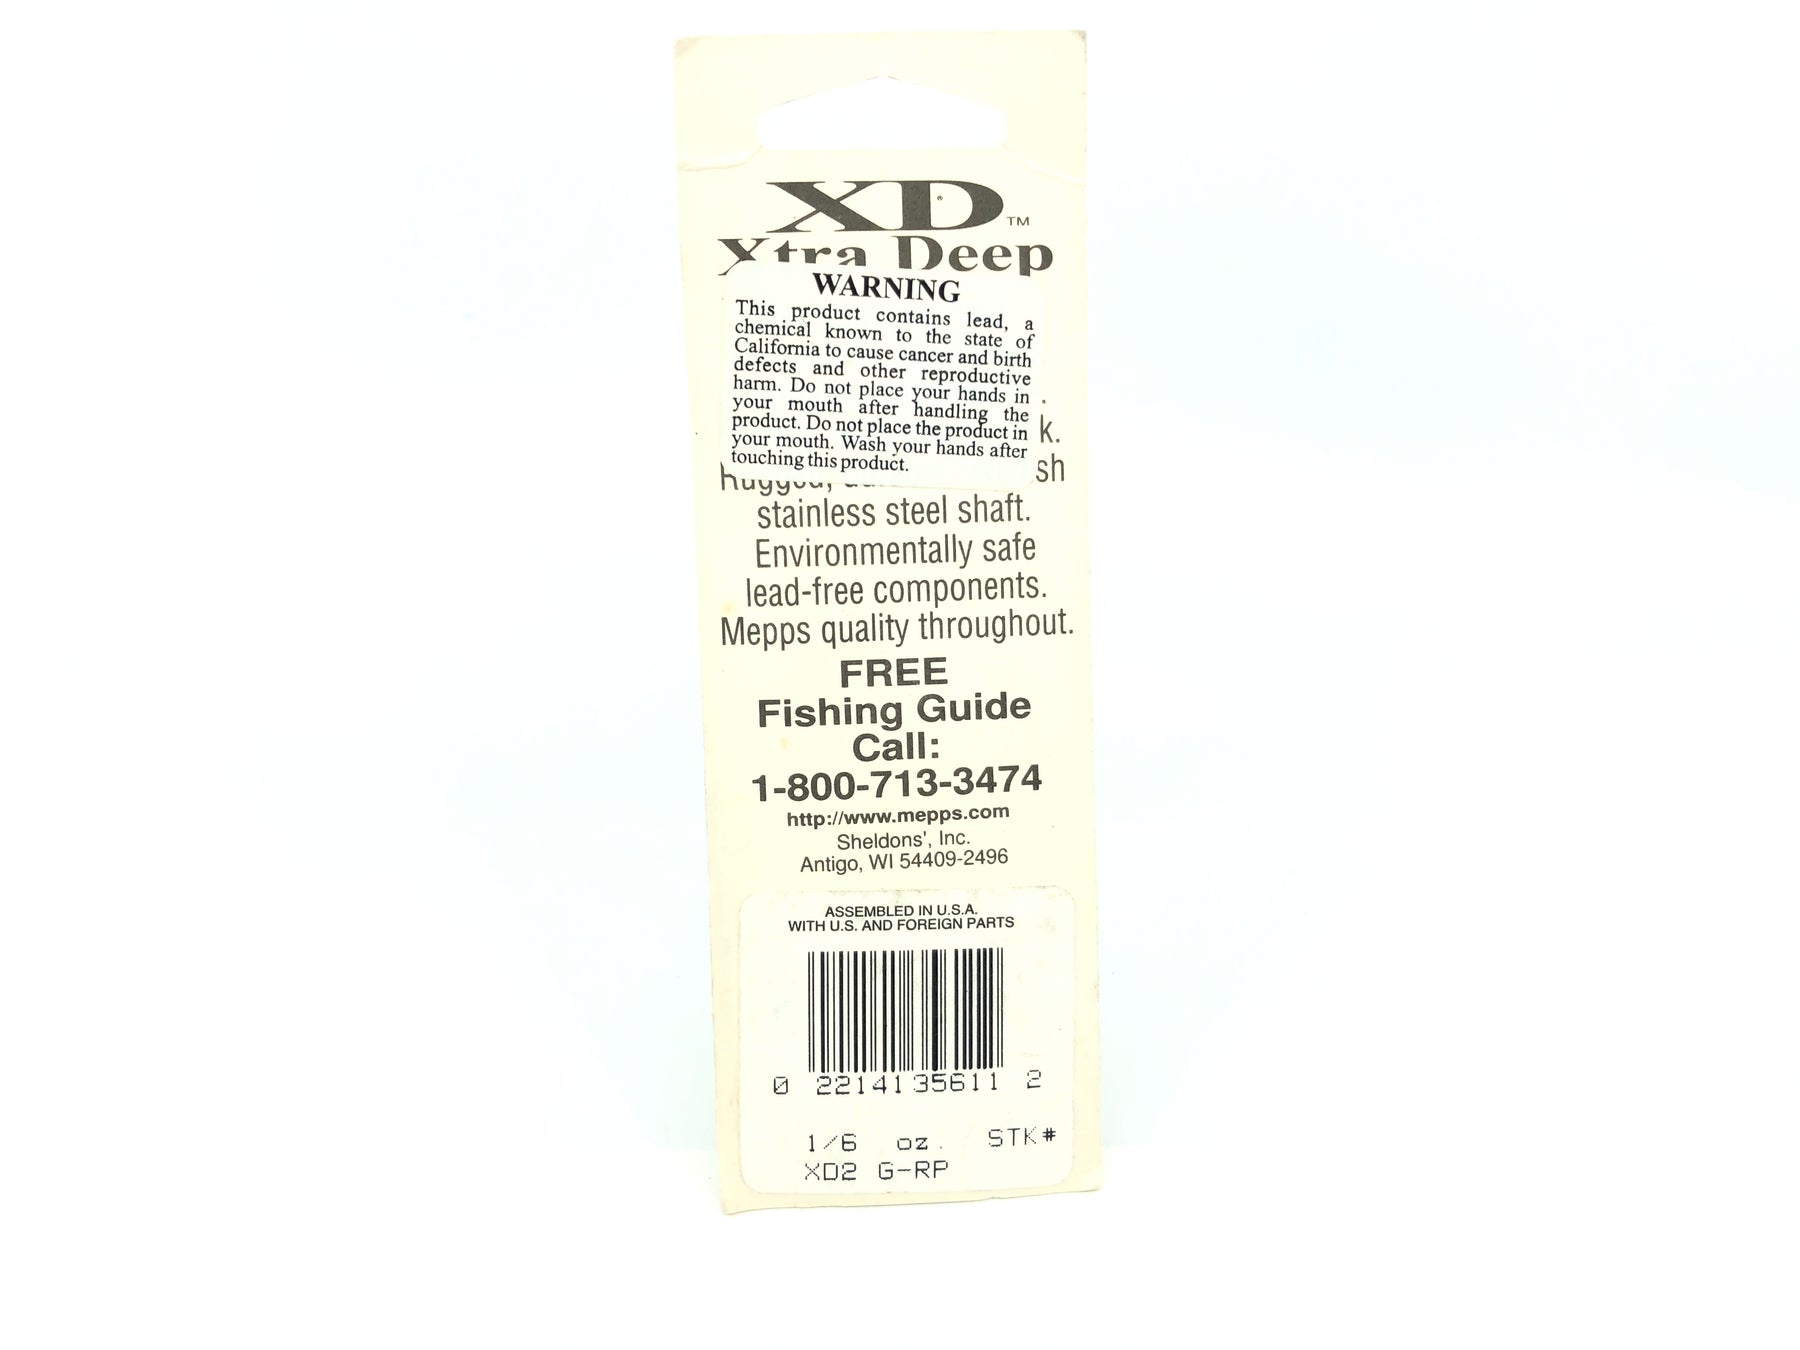 XD™
Xtra Deep
WARNING
This product contains lead, a
chemical known to the state of
California to cause cancer and birth
defects and other reproductive
harm. Do not place your hands in
your mouth after handling the
product. Do not place the product in
your mouth. Wash your hands after
touching this product.
k.
Rugged, sh
stainless steel shaft.
Environmentally safe
lead-free components.
Mepps quality throughout.
FREE
Fishing Guide
Call:
1-800-713-3474
http://www.mepps.com
Sheldons', Inc.
Antigo, WI 54409-2496
ASSEMBLED IN U.S.A.
WITH U.S. AND FOREIGN PARTS
0 22141 35611 2
1/6 oz. STK#
XD2 G-RP